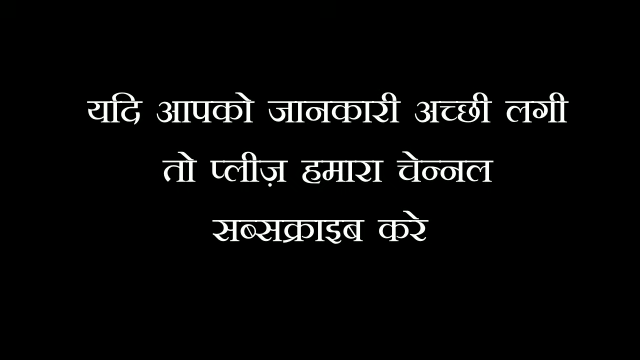 यदि आपको जानकारी अच्छी लगी
तो प्लीज़ हमारा चेन्नल
सब्सक्राइब करे